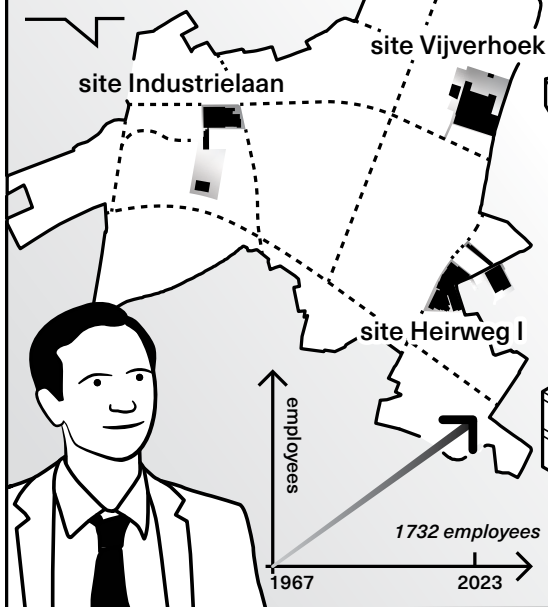 site Vijverhoek
site Industrielaan
site Heirweg I
employees
1732 employees
1967
2023